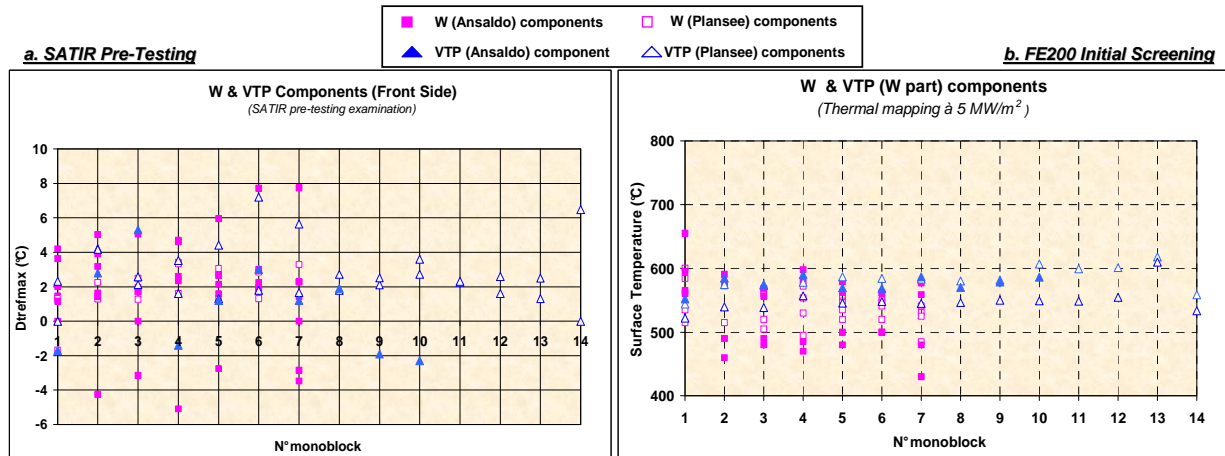 W (Ansaldo) components
W (Plansee) components
VTP (Ansaldo) component
VTP (Plansee) components
a. SATIR Pre-Testing
b. FE200 Initial Screening
W & VTP Components (Front Side)
(SATIR pre-testing examination)
10
8
6
4
2
0
-2
-4
-6
Dtrefmax (°C)
1 2 3 4 5 6 7 8 9 10 11 12 13 14
N° monoblock
W & VTP (W part) components
(Thermal mapping à 5 MW/m²)
800
700
600
500
400
Surface Temperature (°C)
1 2 3 4 5 6 7 8 9 10 11 12 13 14
N° monoblock